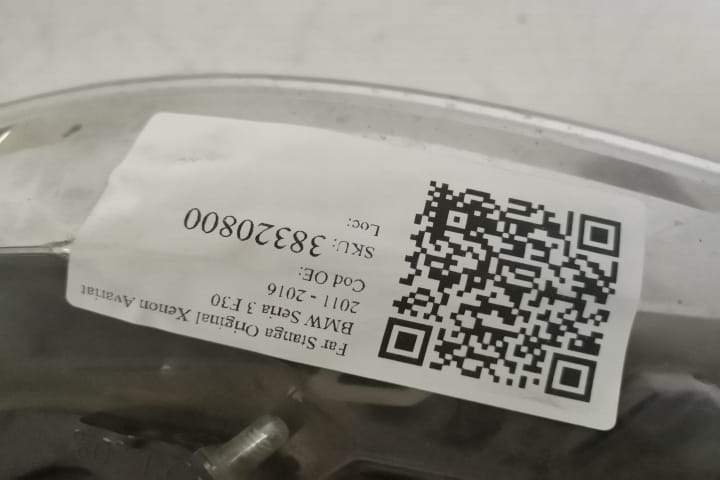 Far Stanga Original Xenon Avariat
BMW Seria 3 F30
2011 - 2016
Cod OE:
SKU: 38320800
Loc: